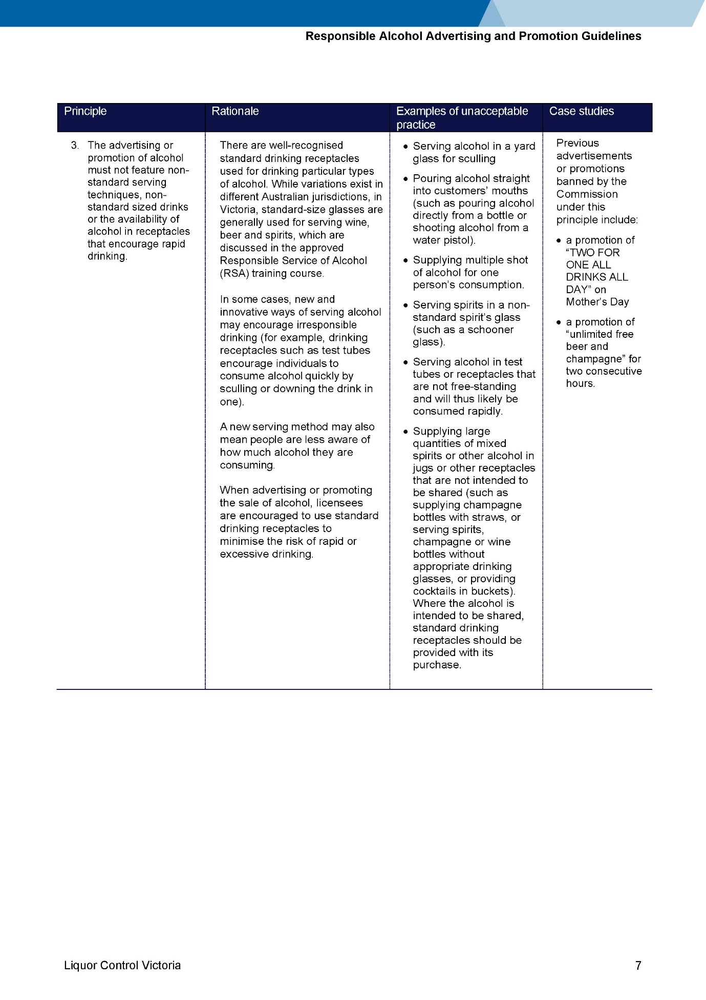 Responsible Alcohol Advertising and Promotion Guidelines
Principle
Rationale
Examples of unacceptable
practice
Case studies
3. The advertising or
promotion of alcohol
must not feature non-
standard serving
techniques, non-
standard sized drinks
or the availability of
alcohol in receptacles
that encourage rapid
drinking.
There are well-recognised
standard drinking receptacles
used for drinking particular types
of alcohol. While variations exist in
different Australian jurisdictions, in
Victoria, standard-size glasses are
generally used for serving wine,
beer and spirits, which are
discussed in the approved
Responsible Service of Alcohol
(RSA) training course.
In some cases, new and
innovative ways of serving alcohol
may encourage irresponsible
drinking (for example, drinking
receptacles such as test tubes
encourage individuals to
consume alcohol quickly by
sculling or downing the drink in
one).
A new serving method may also
mean people are less aware of
how much alcohol they are
consuming.
When advertising or promoting
the sale of alcohol, licensees
are encouraged to use standard
drinking receptacles to
minimise the risk of rapid or
excessive drinking.
• Serving alcohol in a yard
glass for sculling
• Pouring alcohol straight
into customers' mouths
(such as pouring alcohol
directly from a bottle or
shooting alcohol from a
water pistol).
• Supplying multiple shot
of alcohol for one
person's consumption.
• Serving spirits in a non-
standard spirit's glass
(such as a schooner
glass).
• Serving alcohol in test
tubes or receptacles that
are not free-standing
and will thus likely be
consumed rapidly.
• Supplying large
quantities of mixed
spirits or other alcohol in
jugs or other receptacles
that are not intended to
be shared (such as
supplying champagne
bottles with straws, or
serving spirits,
champagne or wine
bottles without
appropriate drinking
glasses, or providing
cocktails in buckets).
Where the alcohol is
intended to be shared,
standard drinking
receptacles should be
provided with its
purchase.
Previous
advertisements
or promotions
banned by the
Commission
under this
principle include:
• a promotion of
“TWO FOR
ONE ALL
DRINKS ALL
DAY” on
Mother's Day
• a promotion of
“unlimited free
beer and
champagne” for
two consecutive
hours.
Liquor Control Victoria
7